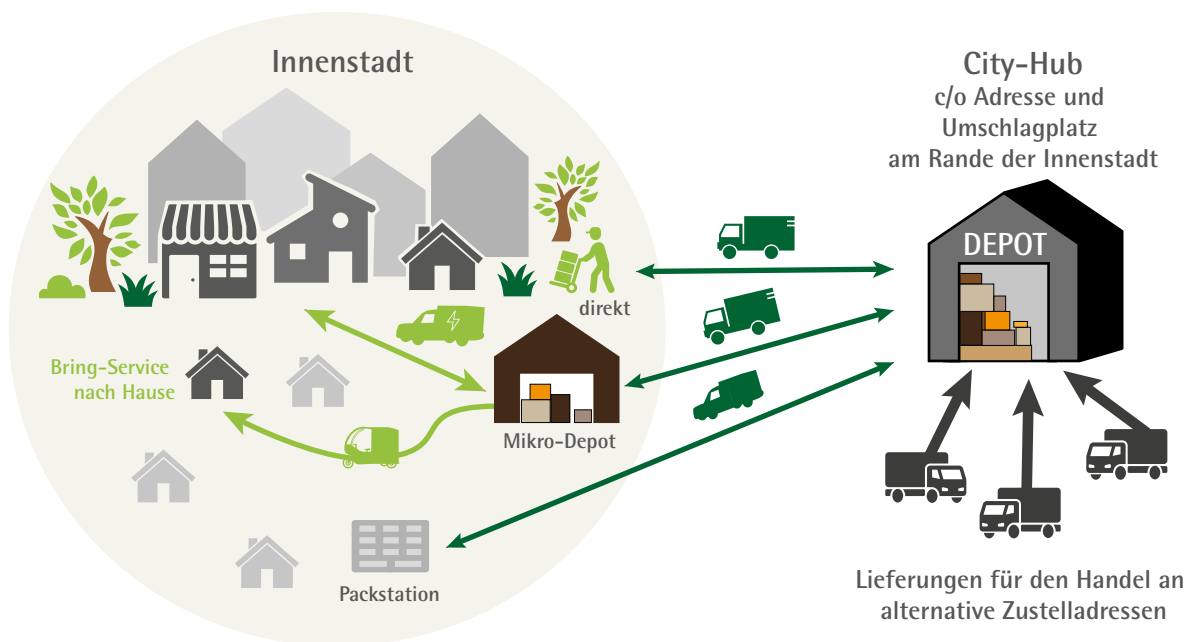 Innenstadt
City-Hub
c/o Adresse und
Umschlagplatz
am Rande der Innenstadt
DEPOT
direkt
Bring-Service
nach Hause
Mikro-Depot
Packstation
Lieferungen für den Handel an
alternative Zustelladressen